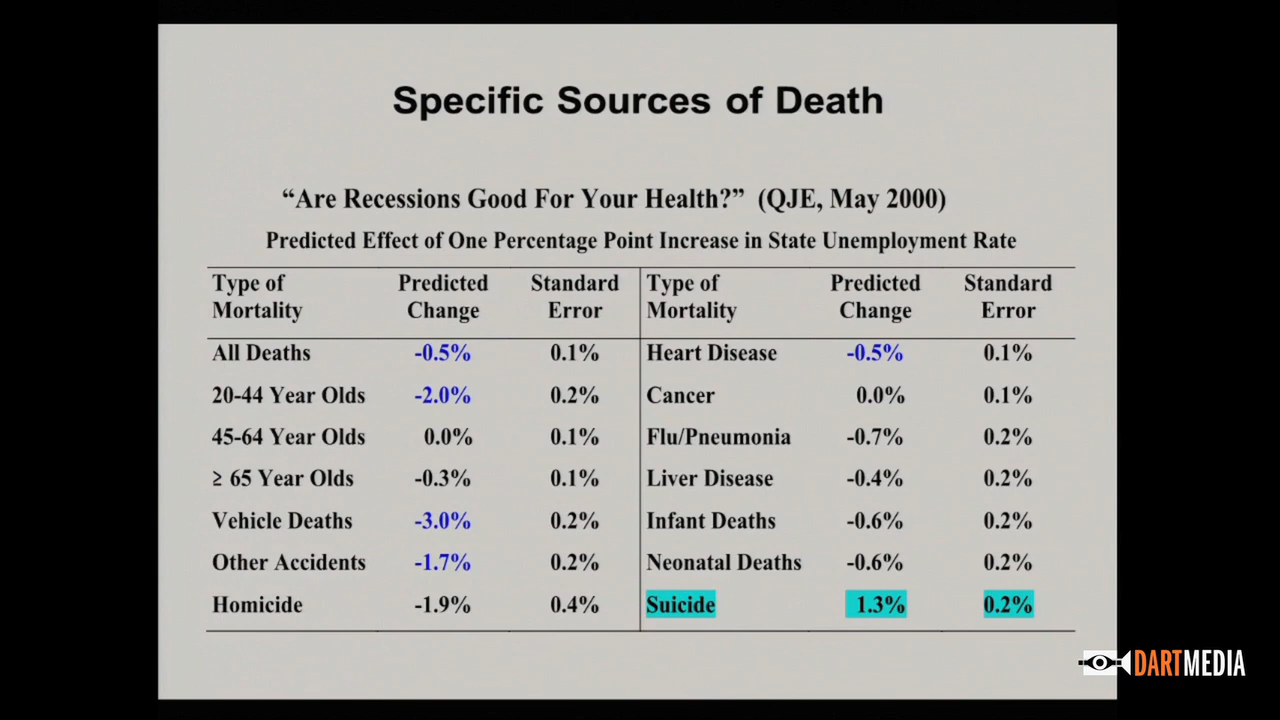 Specific Sources of Death
“Are Recessions Good For Your Health?” (QJE, May 2000)
Predicted Effect of One Percentage Point Increase in State Unemployment Rate
Type of Mortality Predicted Change Standard Error Type of Mortality Predicted Change Standard Error
All Deaths -0.5% 0.1% Heart Disease -0.5% 0.1%
20-44 Year Olds -2.0% 0.2% Cancer 0.0% 0.1%
45-64 Year Olds 0.0% 0.1% Flu/Pneumonia -0.7% 0.2%
≥ 65 Year Olds -0.3% 0.1% Liver Disease -0.4% 0.2%
Vehicle Deaths -3.0% 0.2% Infant Deaths -0.6% 0.2%
Other Accidents -1.7% 0.2% Neonatal Deaths -0.6% 0.2%
Homicide -1.9% 0.4% Suicide 1.3% 0.2%
DARTMEDIA